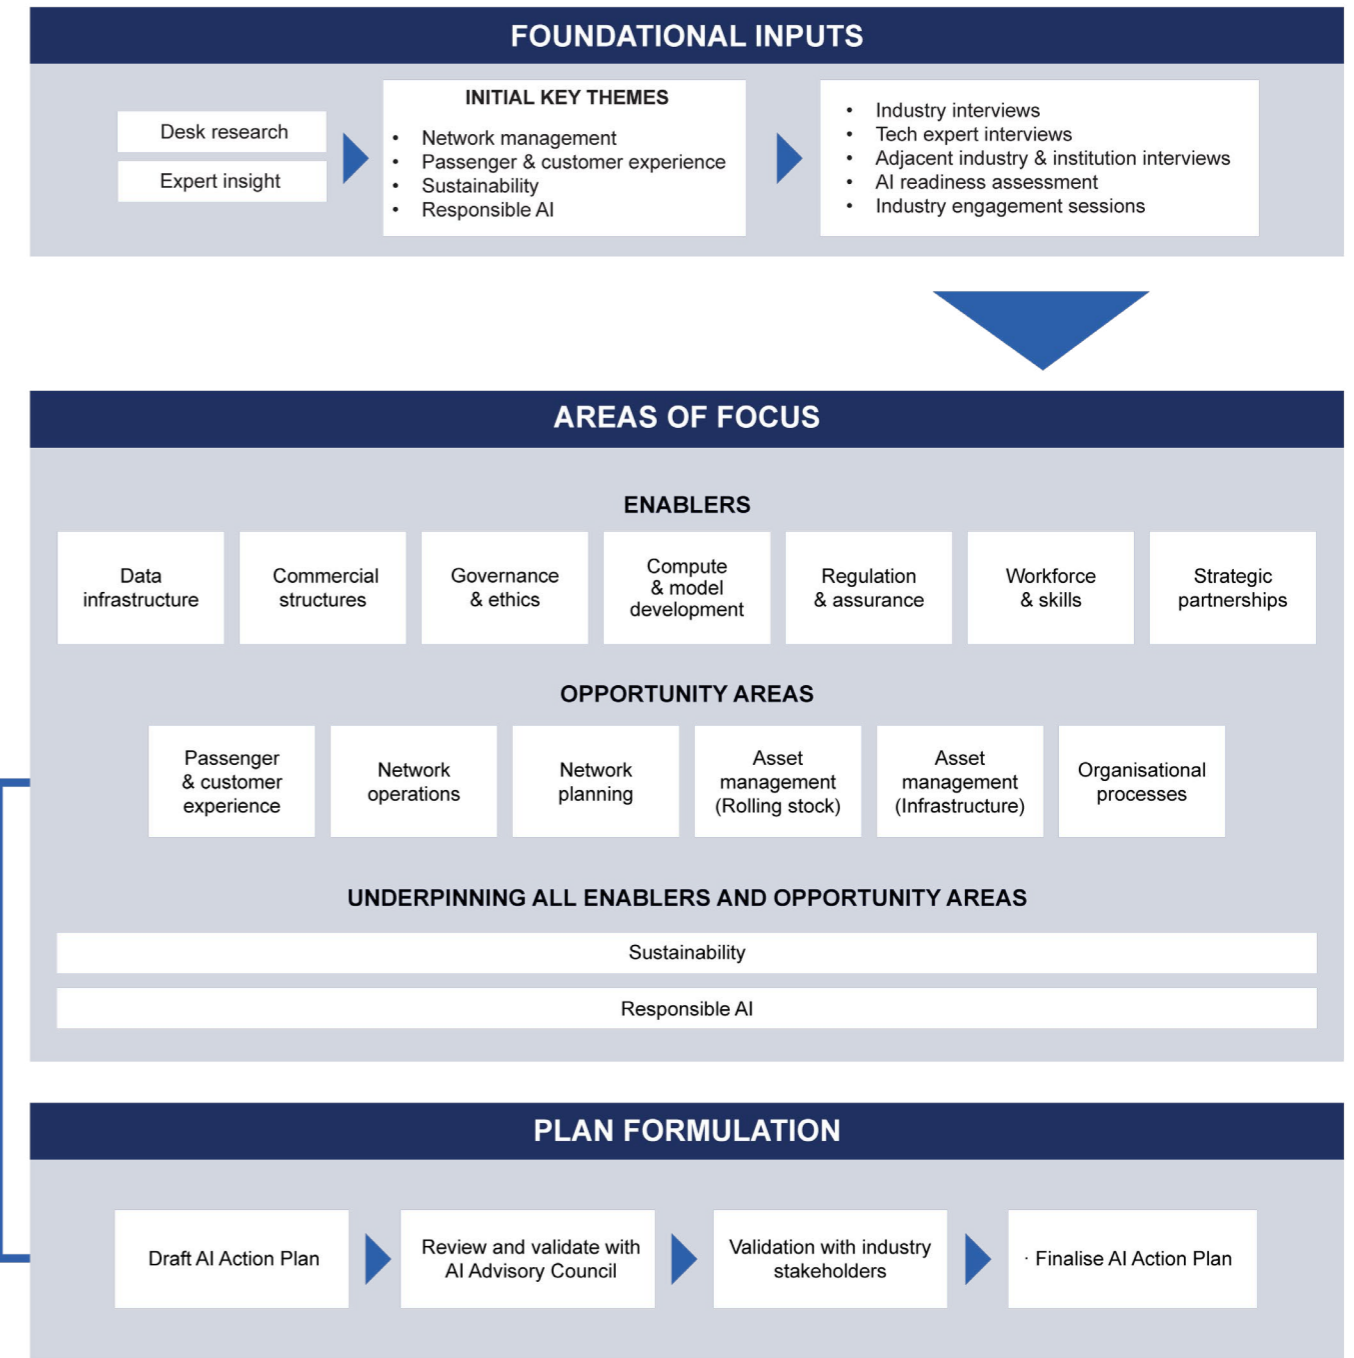 FOUNDATIONAL INPUTS
Desk research
Expert insight
INITIAL KEY THEMES
• Network management
• Passenger & customer experience
• Sustainability
• Responsible AI
• Industry interviews
• Tech expert interviews
• Adjacent industry & institution interviews
• AI readiness assessment
• Industry engagement sessions
AREAS OF FOCUS
ENABLERS
Data
infrastructure
Commercial
structures
Governance
& ethics
Compute
& model
development
Regulation
& assurance
Workforce
& skills
Strategic
partnerships
OPPORTUNITY AREAS
Passenger
& customer
experience
Network
operations
Network
planning
Asset
management
(Rolling stock)
Asset
management
(Infrastructure)
Organisational
processes
UNDERPINNING ALL ENABLERS AND OPPORTUNITY AREAS
Sustainability
Responsible AI
PLAN FORMULATION
Draft AI Action Plan
Review and validate with
AI Advisory Council
Validation with industry
stakeholders
· Finalise AI Action Plan